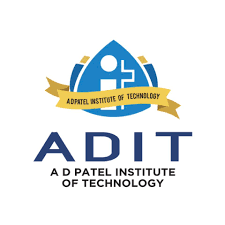 ADPATEL INSTITUTE OF TECHNOLOGY
ADIT
A D PATEL INSTITUTE
OF TECHNOLOGY